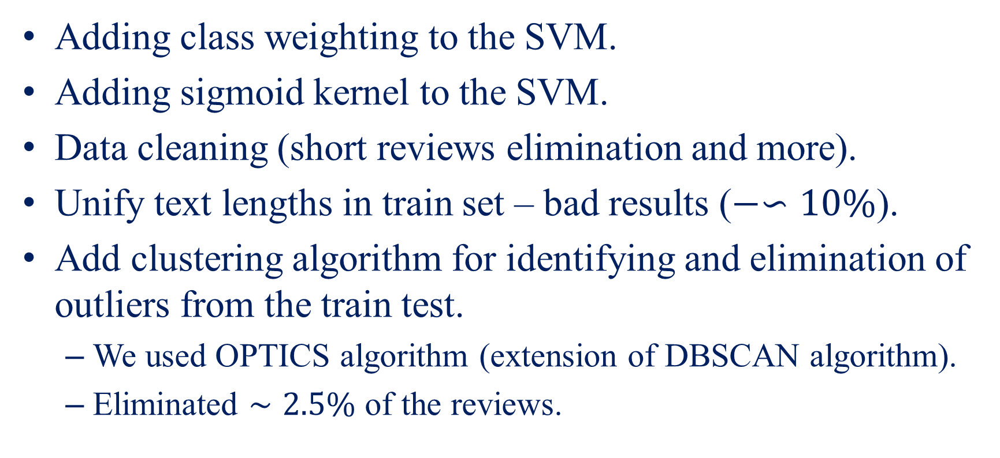 • Adding class weighting to the SVM.
• Adding sigmoid kernel to the SVM.
• Data cleaning (short reviews elimination and more).
• Unify text lengths in train set – bad results (−∽ 10%).
• Add clustering algorithm for identifying and elimination of
outliers from the train test.
– We used OPTICS algorithm (extension of DBSCAN algorithm).
– Eliminated ~ 2.5% of the reviews.